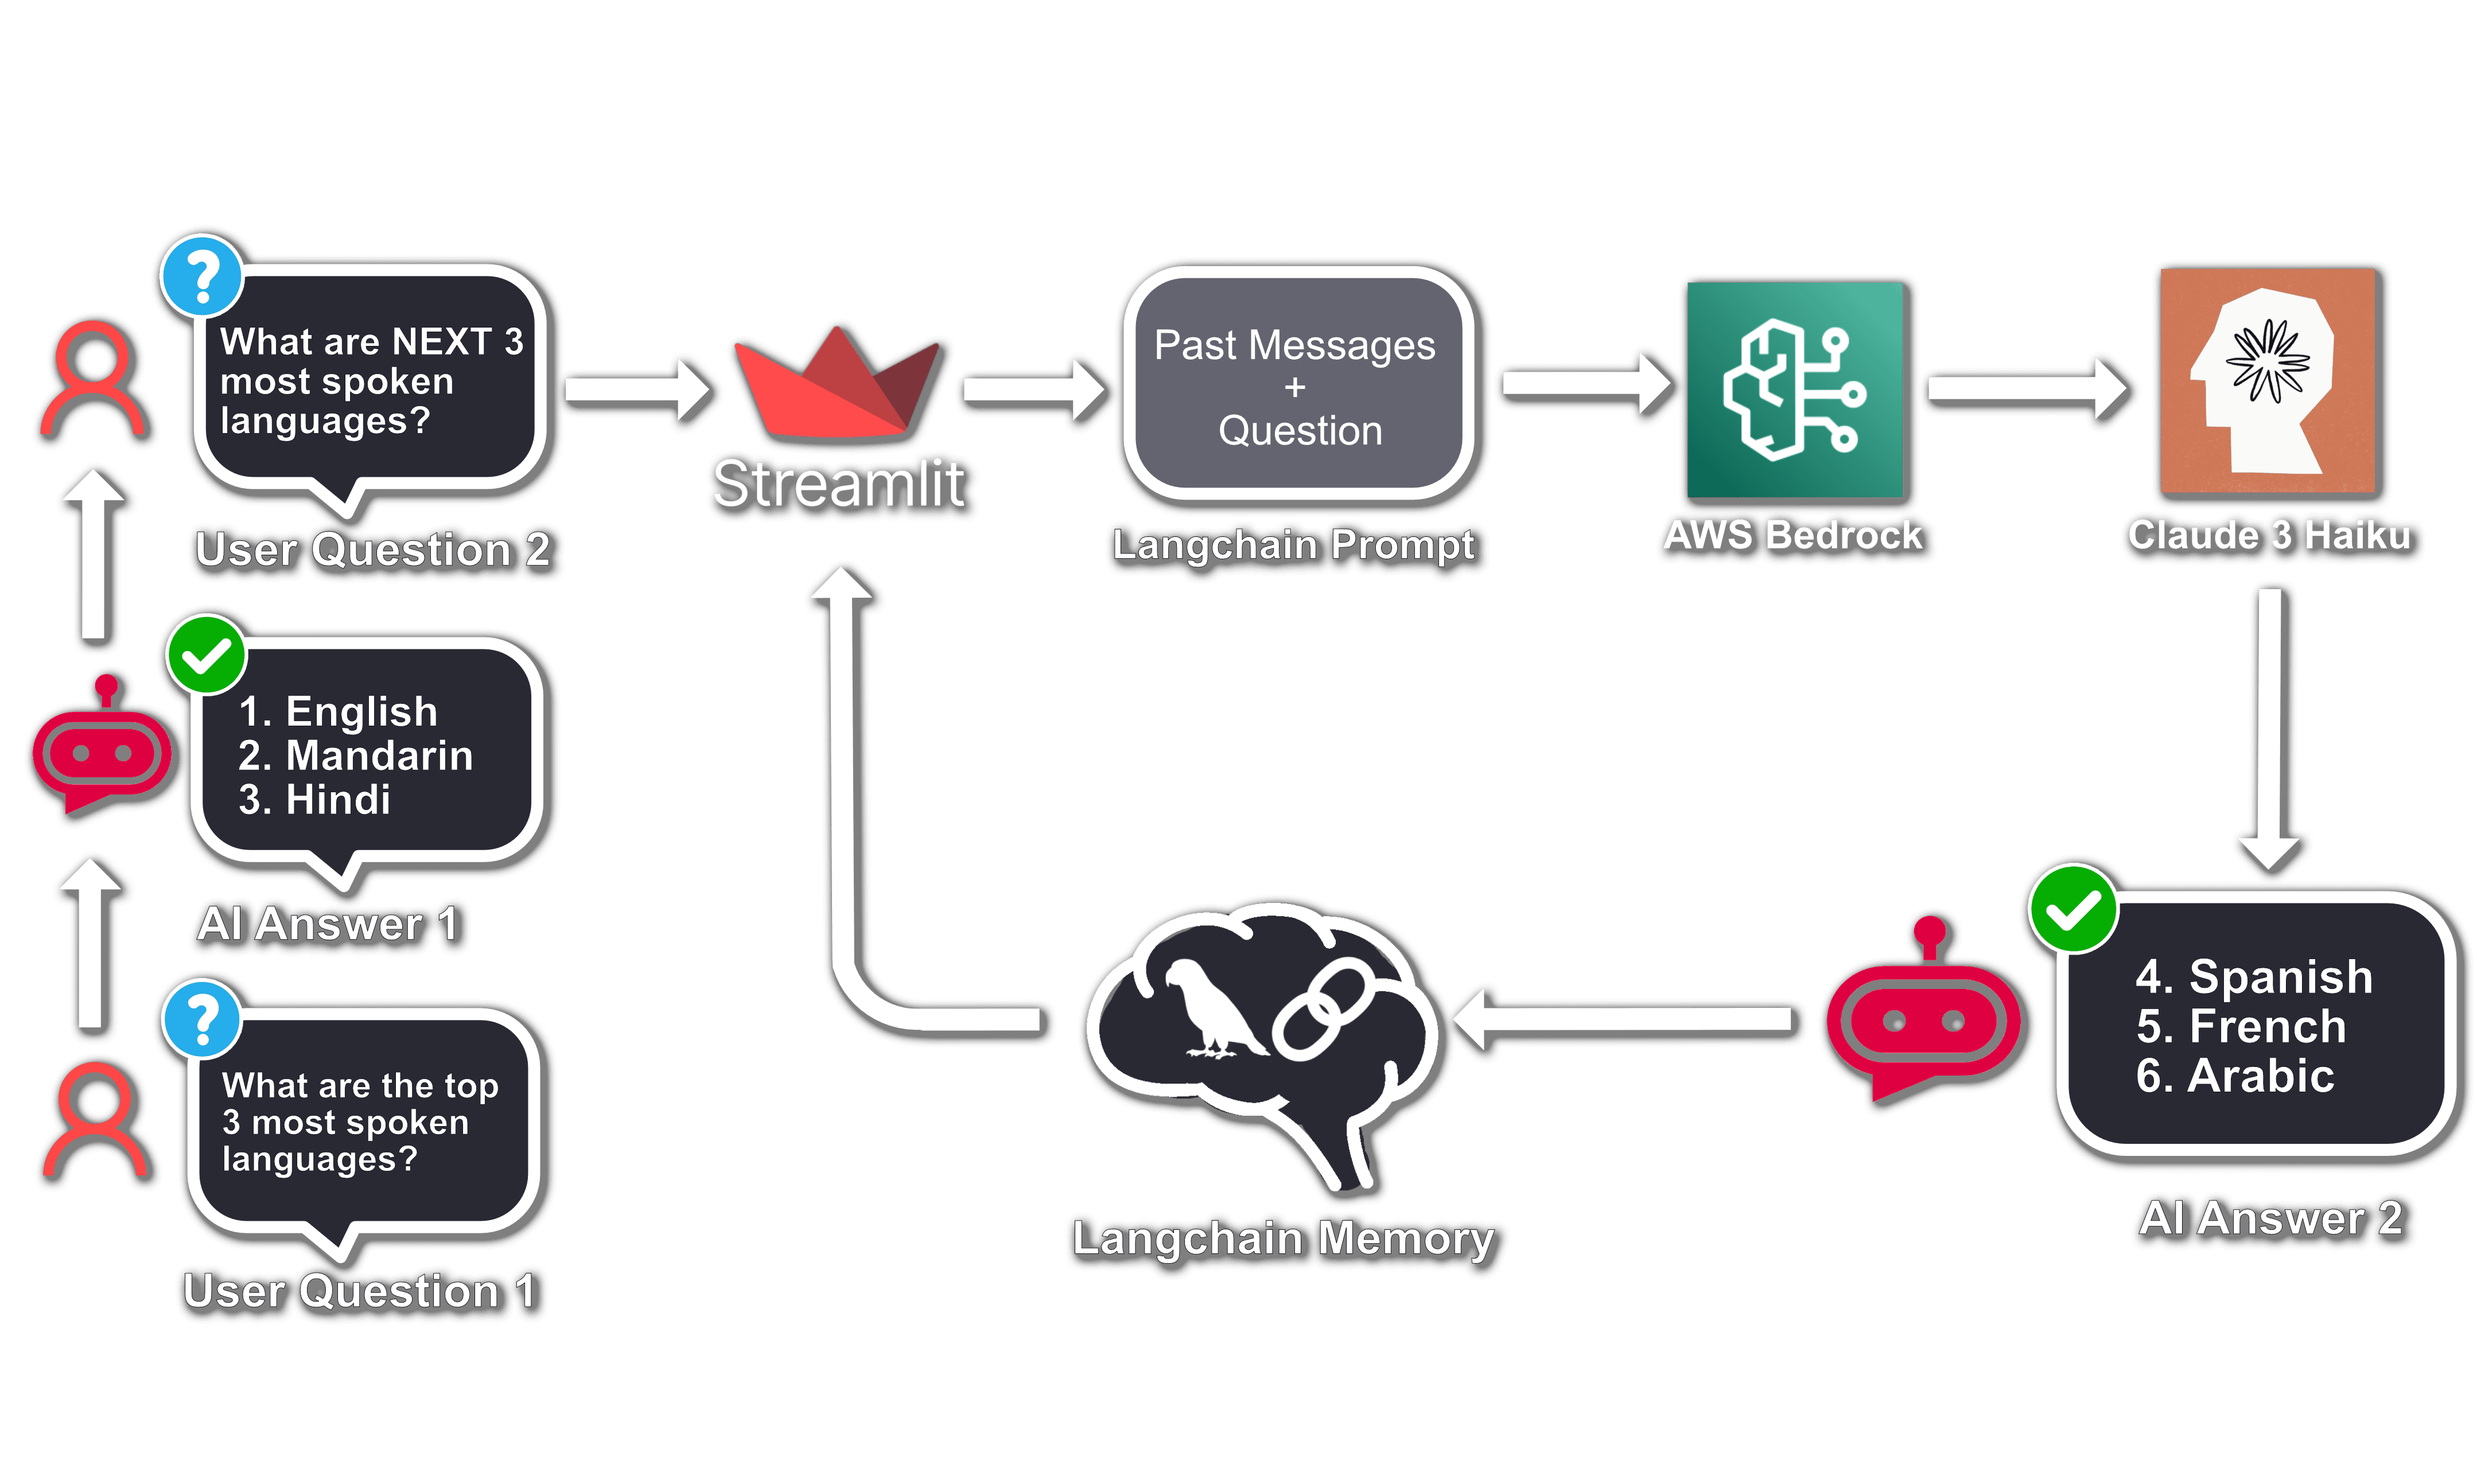 What are NEXT 3
most spoken
languages?
User Question 2
1. English
2. Mandarin
3. Hindi
AI Answer 1
What are the top
3 most spoken
languages?
User Question 1
Streamlit
Past Messages
+
Question
Langchain Prompt
AWS Bedrock
Claude 3 Haiku
4. Spanish
5. French
6. Arabic
AI Answer 2
Langchain Memory